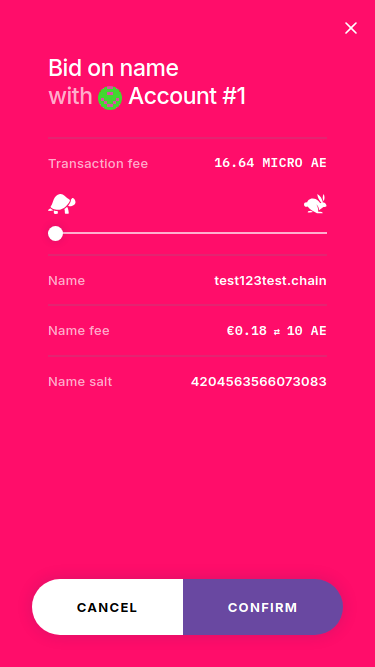 Bid on name
with Account #1
Transaction fee 16.64 MICRO AE
Name test123test.chain
Name fee €0.18 ⇄ 10 AE
Name salt 4204563566073083
CANCEL CONFIRM